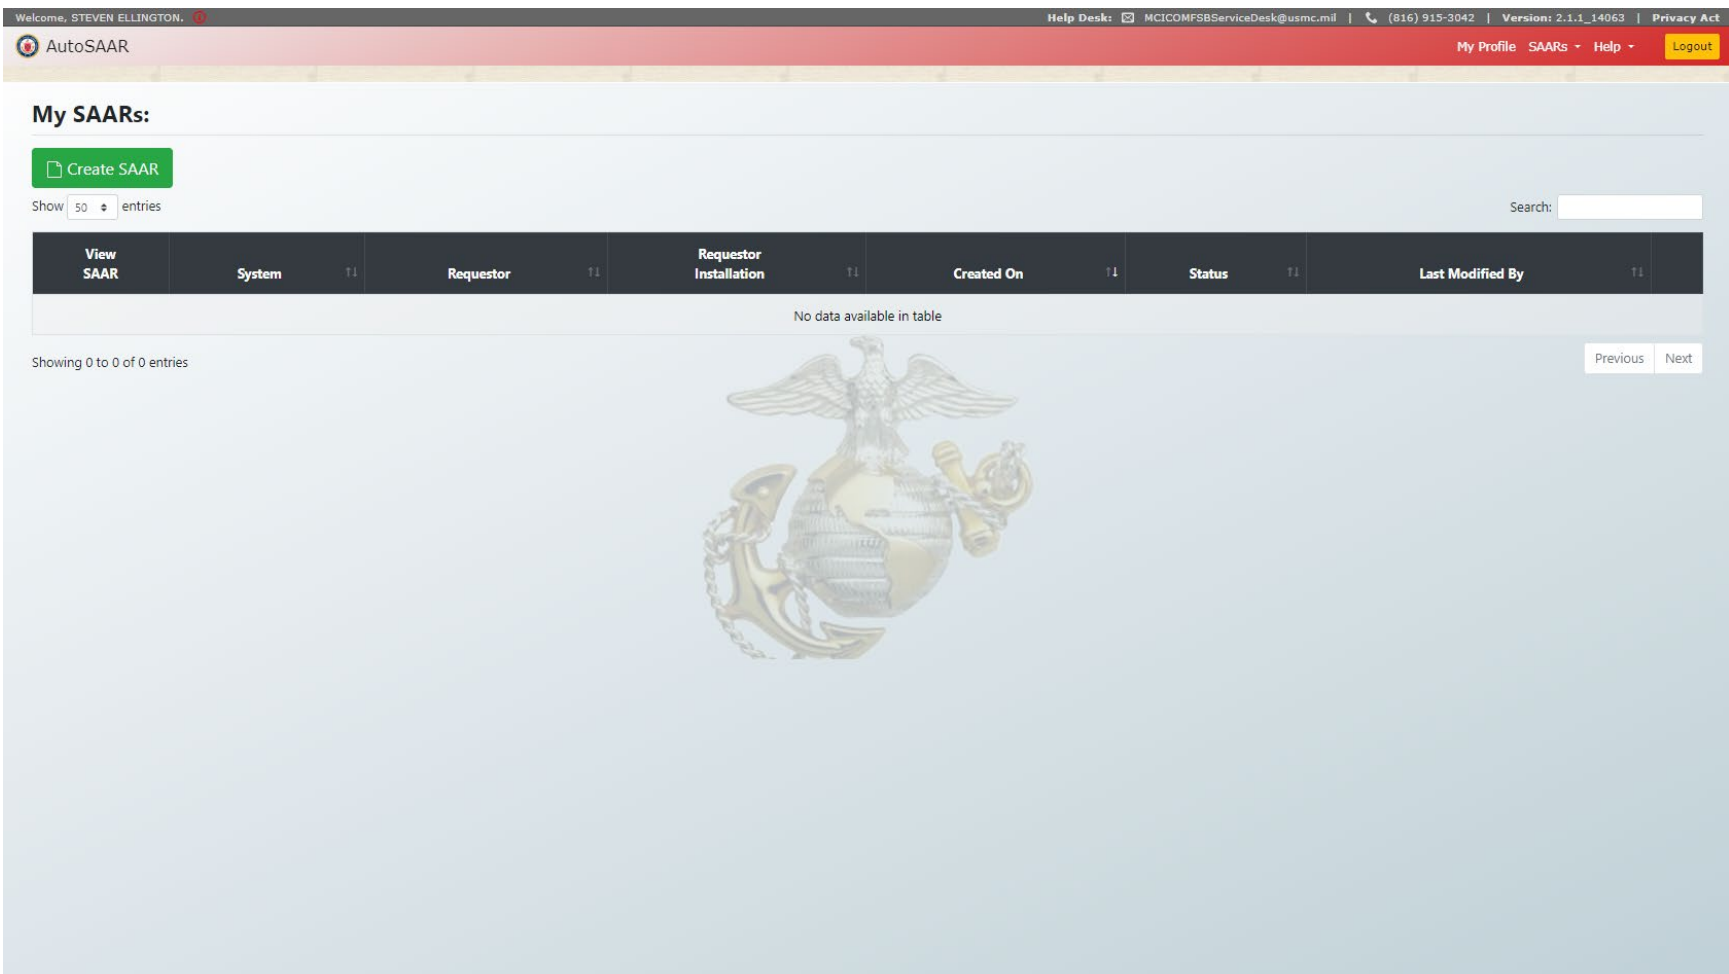 Welcome, STEVEN ELLINGTON.
Help Desk: MCICOMFSBServiceDesk@usmc.mil | (816) 915-3042 | Version: 2.1.1_14063 | Privacy Act
AutoSAAR
My Profile SAARs Help Logout
My SAARs:
Create SAAR
Show 50 entries
Search:
View SAAR
System
Requestor
Requestor Installation
Created On
Status
Last Modified By
No data available in table
Showing 0 to 0 of 0 entries
Previous Next